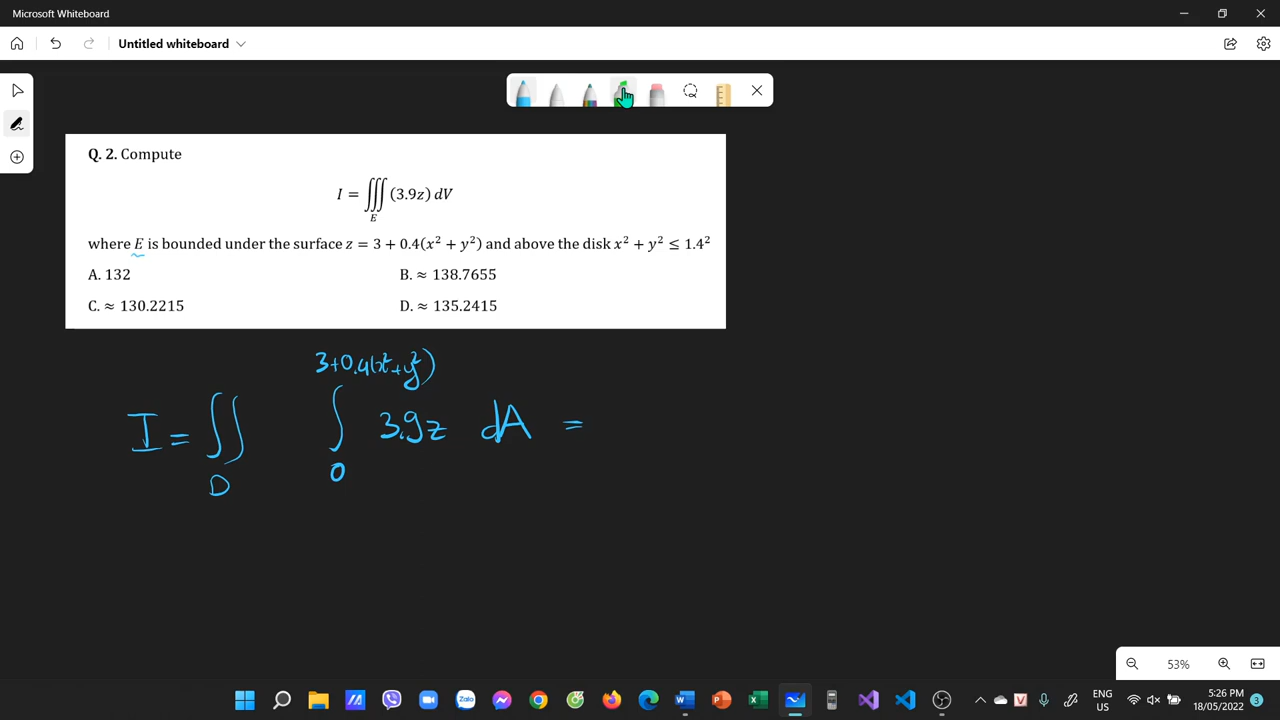 Microsoft Whiteboard
Untitled whiteboard
Q. 2. Compute
I = ∭ (3.9z) dV
E
where E is bounded under the surface z = 3 + 0.4(x² + y²) and above the disk x² + y² ≤ 1.4²
A. 132 B. ≈ 138.7655
C. ≈ 130.2215 D. ≈ 135.2415
3+0.4(x²+y²)
I = ∬ ∫ 3.9z dA =
D 0
53%
Zalo
ENG
US
V
5:26 PM
18/05/2022
3